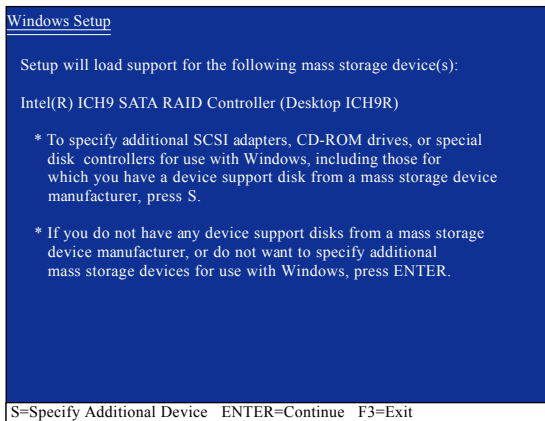 Windows Setup
Setup will load support for the following mass storage device(s):
Intel(R) ICH9 SATA RAID Controller (Desktop ICH9R)
* To specify additional SCSI adapters, CD-ROM drives, or special
disk controllers for use with Windows, including those for
which you have a device support disk from a mass storage device
manufacturer, press S.
* If you do not have any device support disks from a mass storage
device manufacturer, or do not want to specify additional
mass storage devices for use with Windows, press ENTER.
S=Specify Additional Device ENTER=Continue F3=Exit